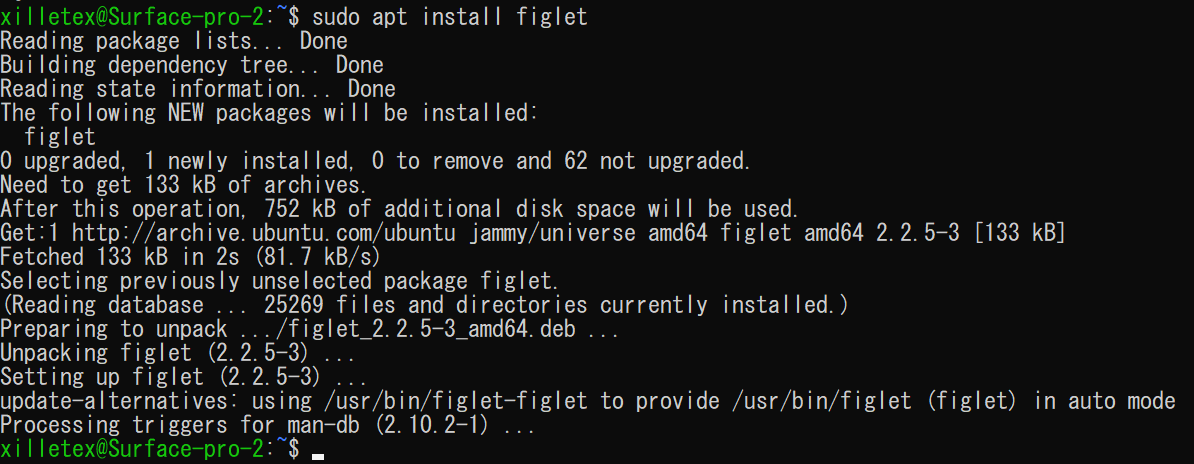 xilletex@Surface-pro-2:~$ sudo apt install figlet
Reading package lists... Done
Building dependency tree... Done
Reading state information... Done
The following NEW packages will be installed:
  figlet
0 upgraded, 1 newly installed, 0 to remove and 62 not upgraded.
Need to get 133 kB of archives.
After this operation, 752 kB of additional disk space will be used.
Get:1 http://archive.ubuntu.com/ubuntu jammy/universe amd64 figlet amd64 2.2.5-3 [133 kB]
Fetched 133 kB in 2s (81.7 kB/s)
Selecting previously unselected package figlet.
(Reading database ... 25269 files and directories currently installed.)
Preparing to unpack .../figlet_2.2.5-3_amd64.deb ...
Unpacking figlet (2.2.5-3) ...
Setting up figlet (2.2.5-3) ...
update-alternatives: using /usr/bin/figlet-figlet to provide /usr/bin/figlet (figlet) in auto mode
Processing triggers for man-db (2.10.2-1) ...
xilletex@Surface-pro-2:~$